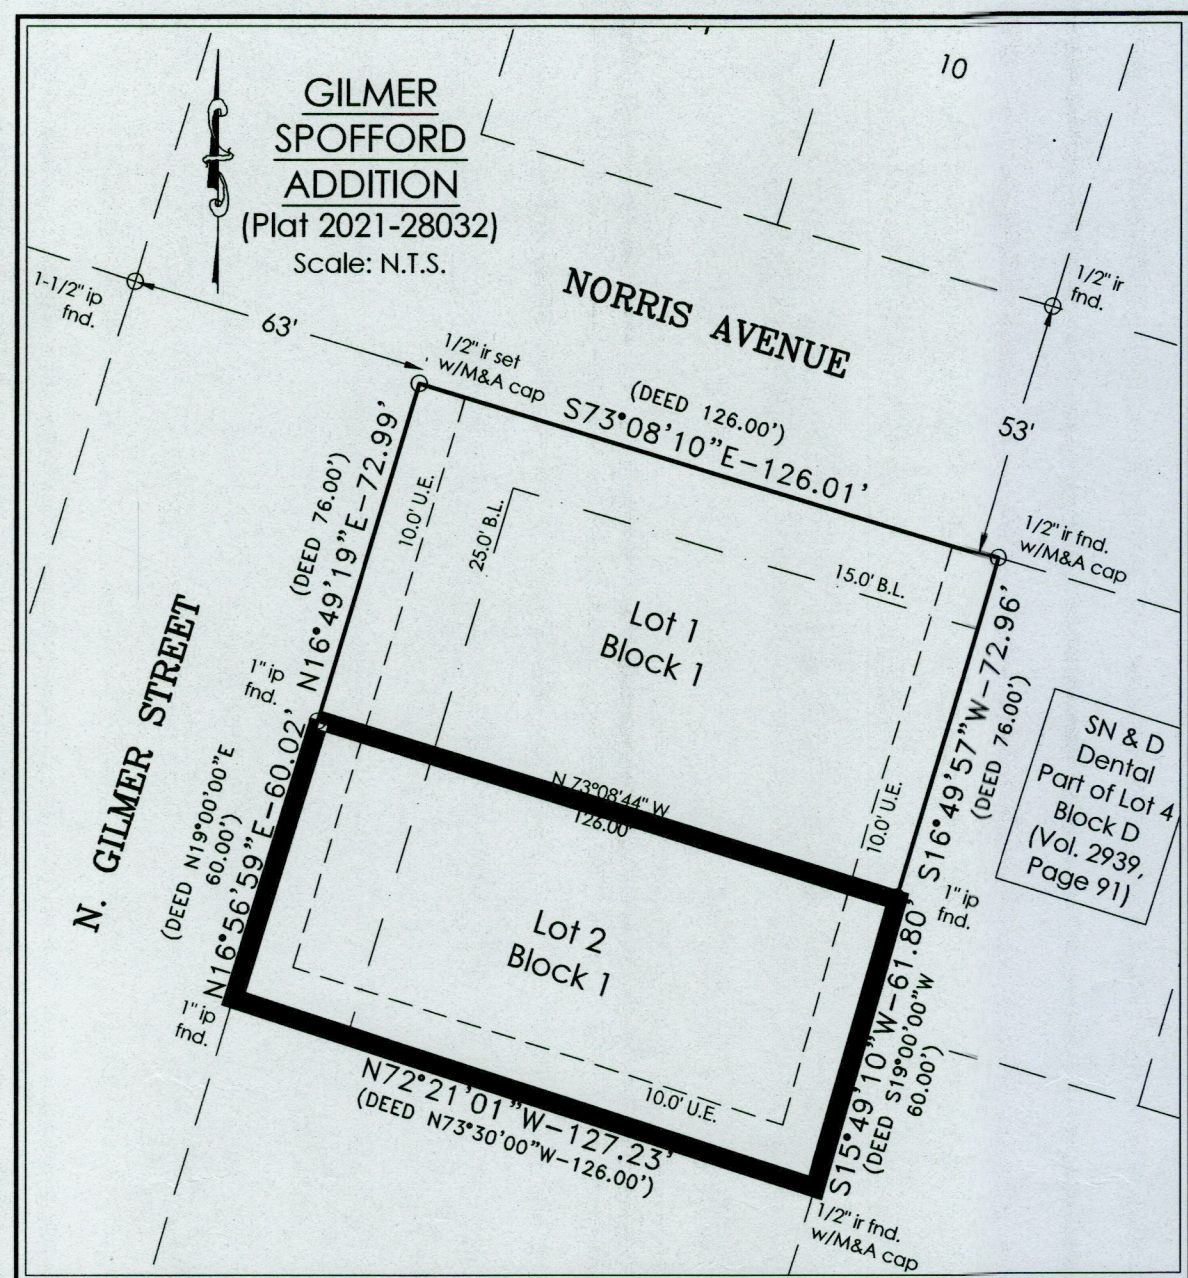 10
GILMER
SPOFFORD
ADDITION
(Plat 2021-28032)
Scale: N.T.S.
1-1/2" ip
fnd.
63'
NORRIS AVENUE
1/2" ir
fnd.
1/2" ir set
w/M&A cap
(DEED 126.00')
S73°08'10"E-126.01'
53'
(DEED 76.00')
N16°49'19"E-72.99'
10.0' U.E.
25.0' B.L.
15.0' B.L.
1/2" ir fnd.
w/M&A cap
Lot 1
Block 1
N. GILMER STREET
1" ip
fnd.
S16°49'57"W-72.96'
(DEED 76.00')
10.0' U.E.
SN & D
Dental
Part of Lot 4
Block D
(Vol. 2939,
Page 91)
N 73°08'44" W
126.00'
(DEED N19°00'00"E
60.00')
N16°56'59"E-60.02'
1" ip
fnd.
Lot 2
Block 1
S15°49'10"W-61.80'
(DEED S19°00'00"W
60.00')
1" ip
fnd.
N72°21'01"W-127.23'
(DEED N73°30'00"W-126.00')
10.0' U.E.
1/2" ir fnd.
w/M&A cap